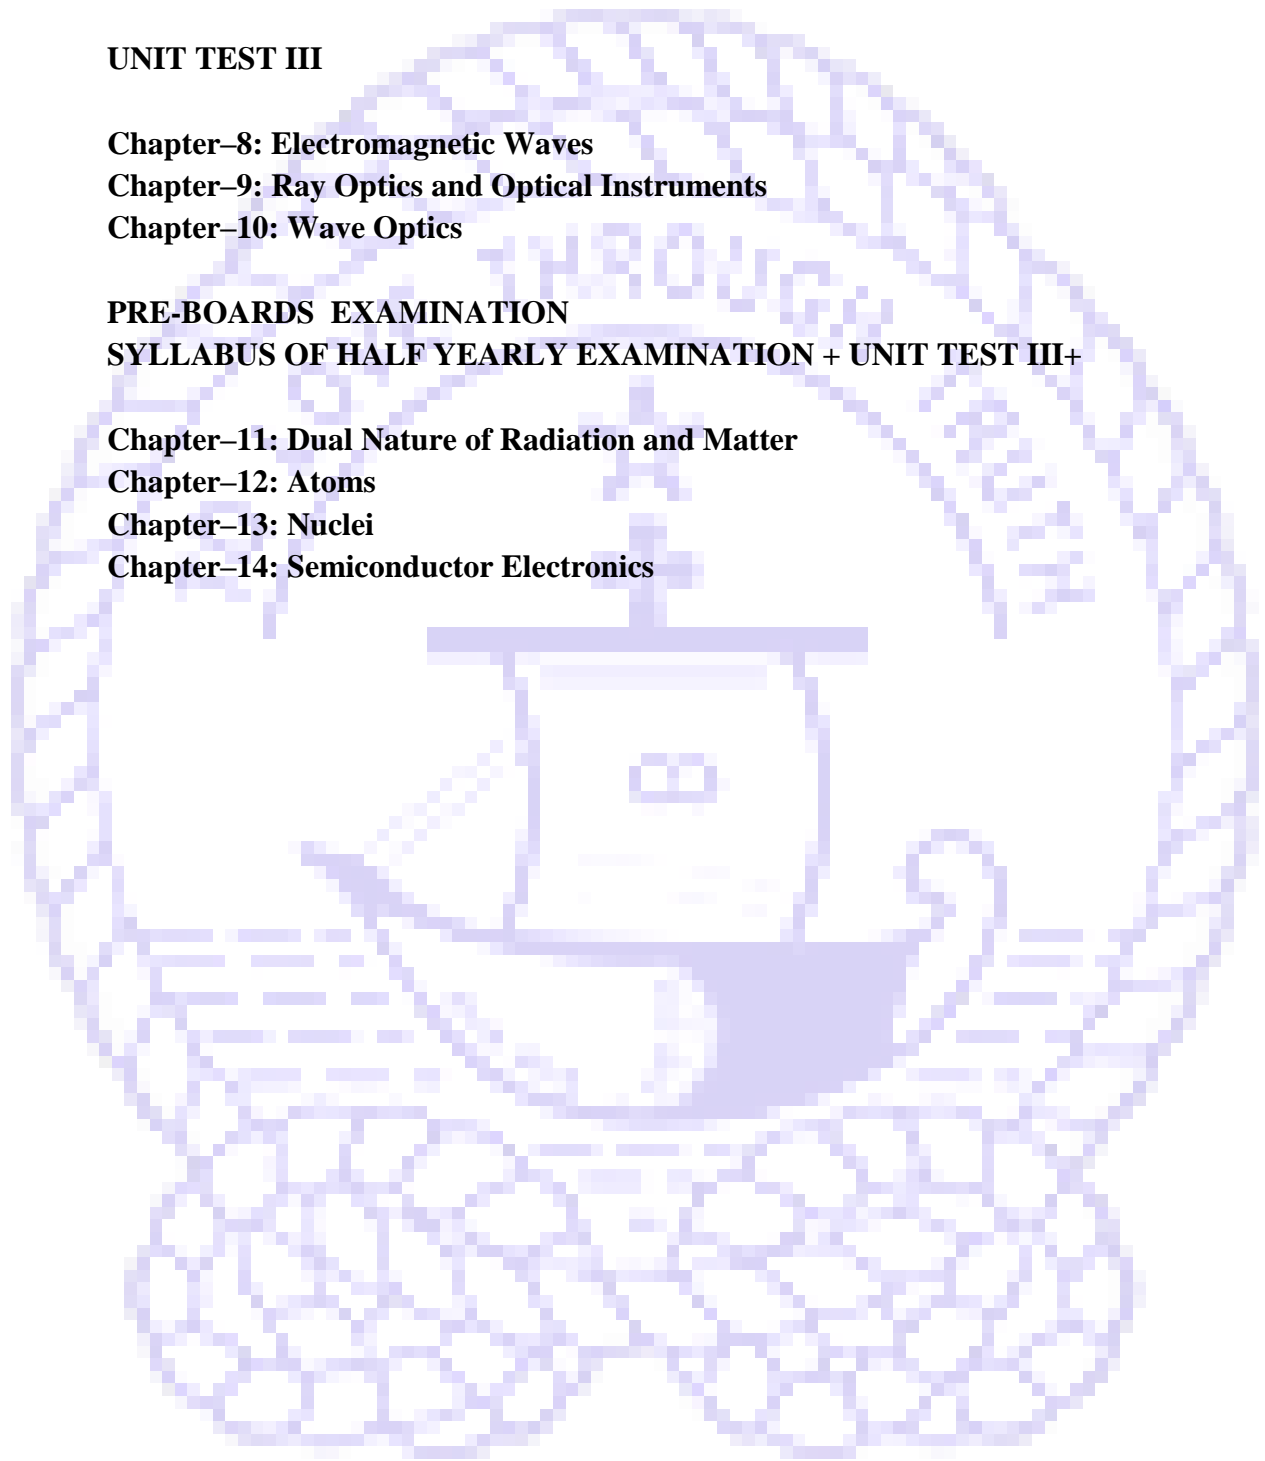 UNIT TEST III
Chapter–8: Electromagnetic Waves
Chapter–9: Ray Optics and Optical Instruments
Chapter–10: Wave Optics
PRE-BOARDS EXAMINATION
SYLLABUS OF HALF YEARLY EXAMINATION + UNIT TEST III+
Chapter–11: Dual Nature of Radiation and Matter
Chapter–12: Atoms
Chapter–13: Nuclei
Chapter–14: Semiconductor Electronics
THROUGH